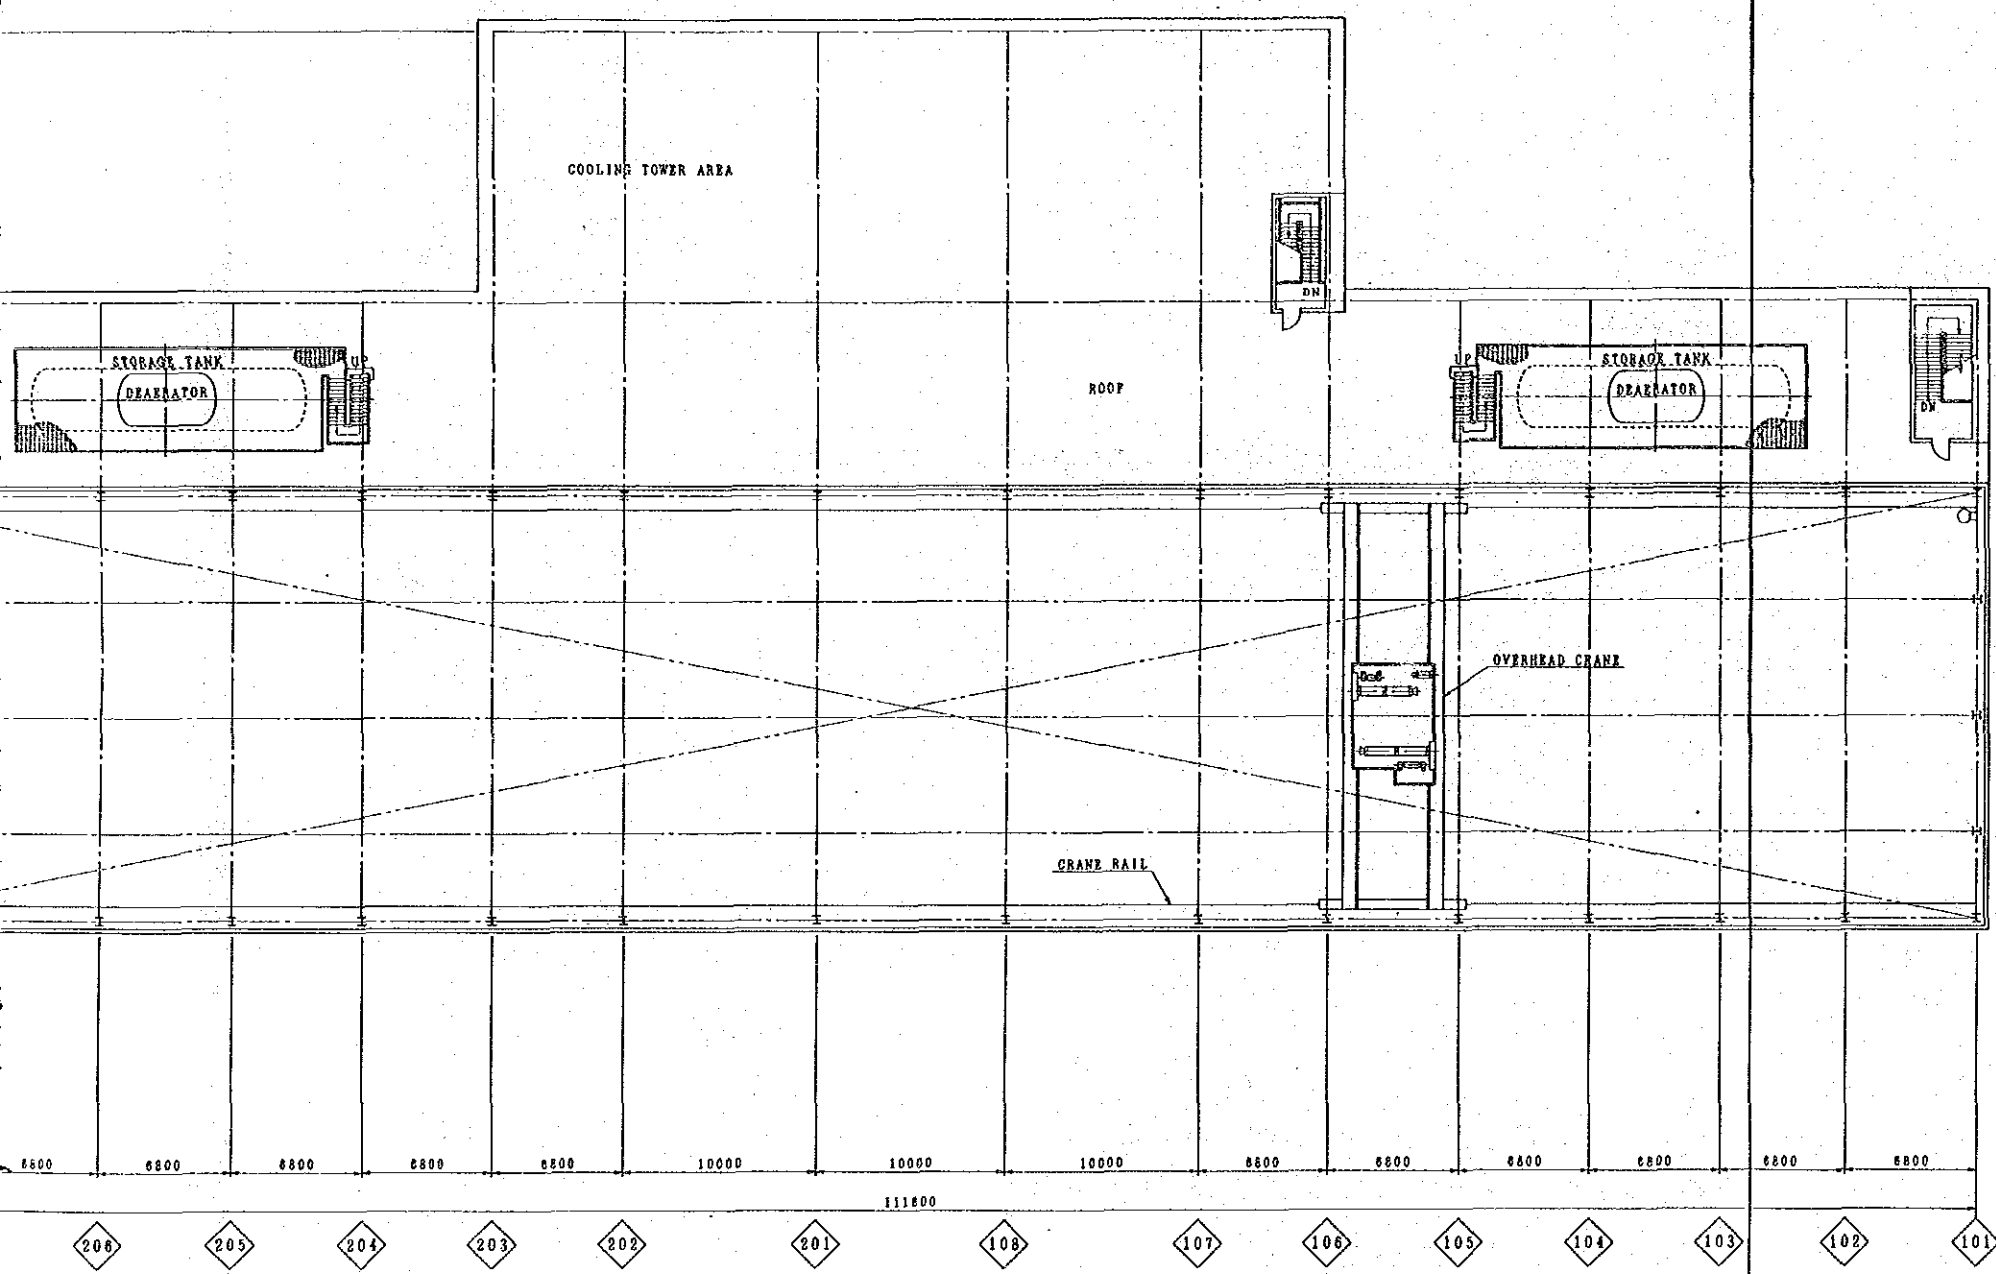 COOLING TOWER AREA
DN
STORAGE TANK
UP
DEAERATOR
ROOF
UP
STORAGE TANK
DEAERATOR
DN
OVERHEAD CRANE
CRANE RAIL
6800 6800 6800 6800 6800 10000 10000 10000 6800 6800 6800 6800 6800 6800
111600
206 205 204 203 202 201 108 107 106 105 104 103 102 101